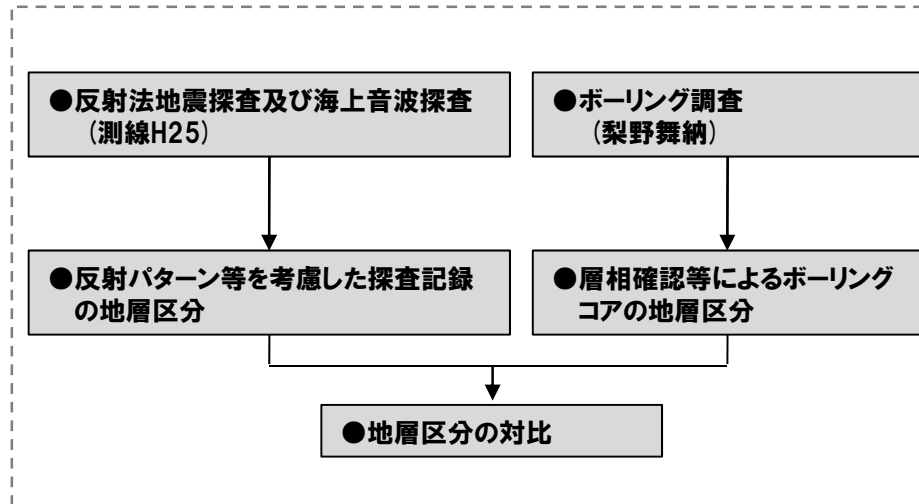 ●反射法地震探査及び海上音波探査
(測線H25)
●ボーリング調査
(梨野舞納)
●反射パターン等を考慮した探査記録
の地層区分
●層相確認等によるボーリング
コアの地層区分
●地層区分の対比